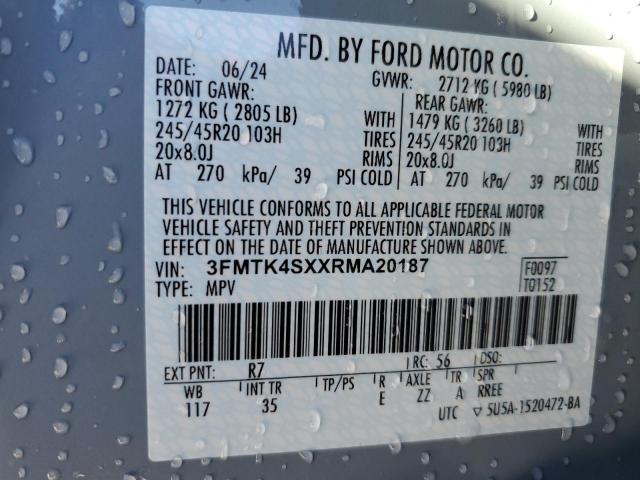 MFD. BY FORD MOTOR CO.
DATE: 06/24 GVWR: 2712 KG ( 5980 LB)
FRONT GAWR: REAR GAWR:
1272 KG ( 2805 LB) WITH 1479 KG ( 3260 LB) WITH
245/45R20 103H TIRES 245/45R20 103H TIRES
20x8.0J RIMS 20x8.0J RIMS
AT 270 kPa/ 39 PSI COLD AT 270 kPa/ 39 PSI COLD
THIS VEHICLE CONFORMS TO ALL APPLICABLE FEDERAL MOTOR
VEHICLE SAFETY AND THEFT PREVENTION STANDARDS IN
EFFECT ON THE DATE OF MANUFACTURE SHOWN ABOVE.
VIN: 3FMTK4SXXRMA20187 F0097
TYPE: MPV T0152
EXT PNT: R7 RC: 56 DSO:
WB INT TR TP/PS R AXLE TR SPR
117 35 E ZZ A RREE
UTC ▽ 5U5A-1520472-BA